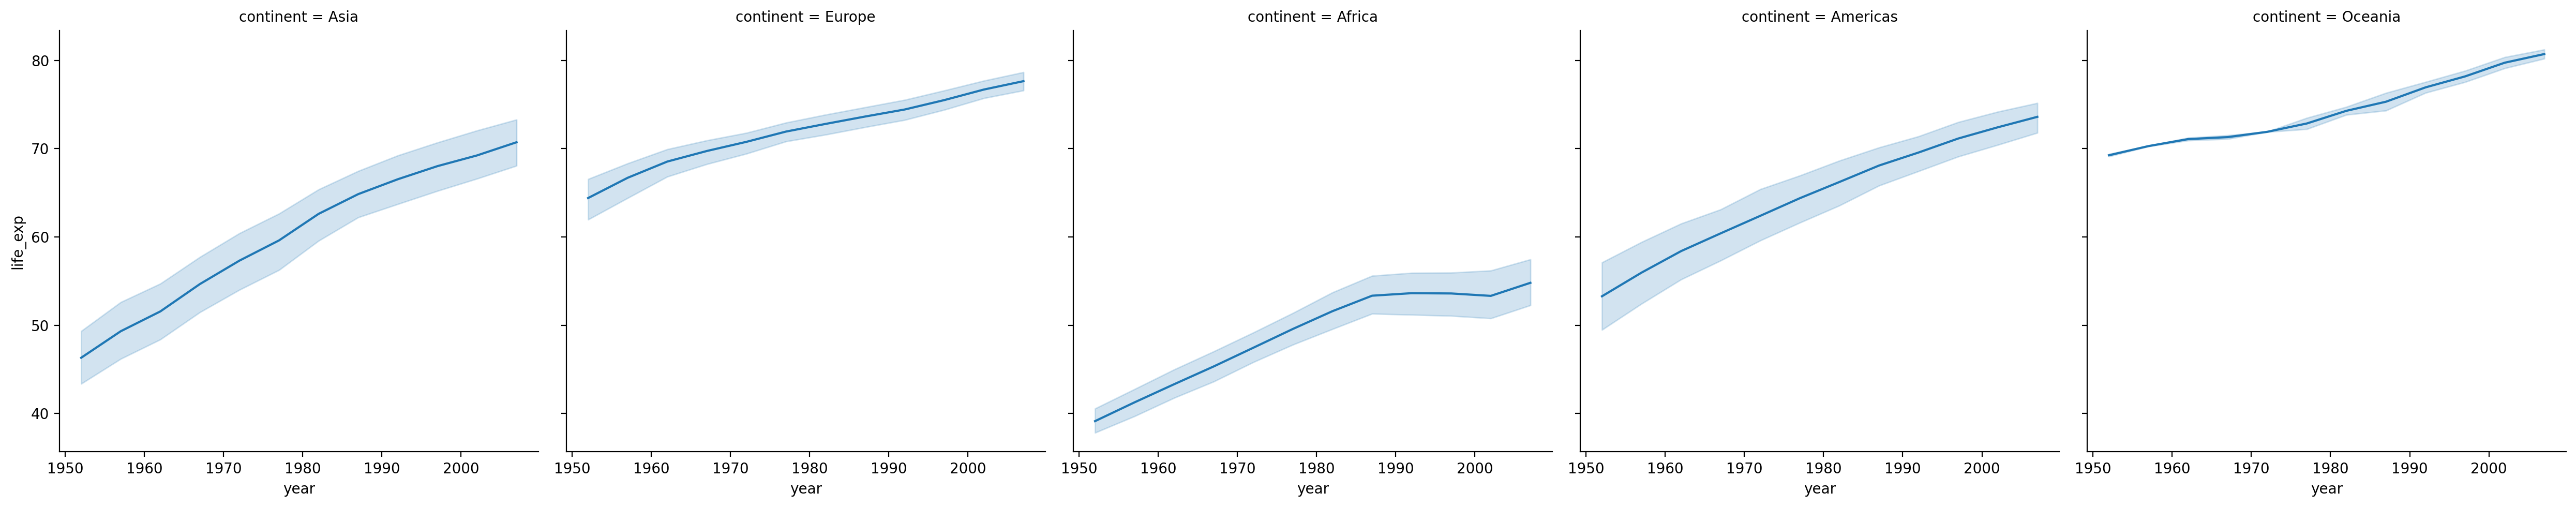 continent = Asia
continent = Europe
continent = Africa
continent = Americas
continent = Oceania
life_exp
80
70
60
50
40
1950 1960 1970 1980 1990 2000
1950 1960 1970 1980 1990 2000
1950 1960 1970 1980 1990 2000
1950 1960 1970 1980 1990 2000
1950 1960 1970 1980 1990 2000
year
year
year
year
year